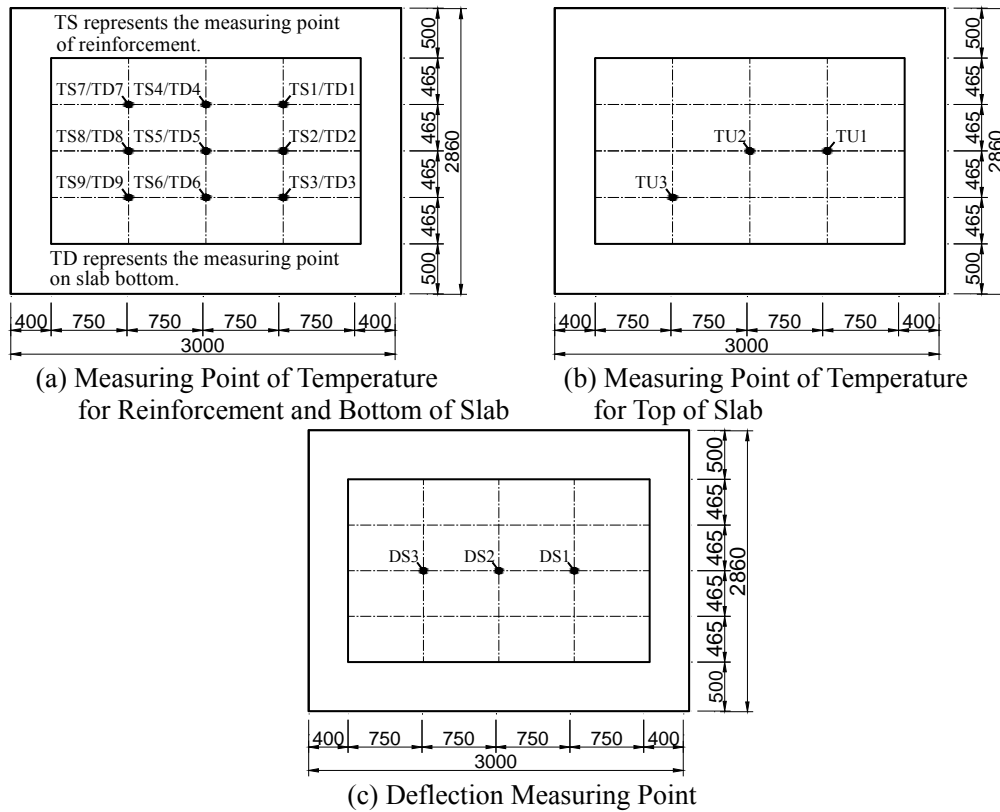 TS represents the measuring point
of reinforcement.
TS7/TD7 TS4/TD4 TS1/TD1
TS8/TD8 TS5/TD5 TS2/TD2
TS9/TD9 TS6/TD6 TS3/TD3
TD represents the measuring point
on slab bottom.
500
465
465
465
465
500
2860
400 750 750 750 750 400
3000
(a) Measuring Point of Temperature
for Reinforcement and Bottom of Slab
TU2 TU1
TU3
500
465
465
465
465
500
2860
400 750 750 750 750 400
3000
(b) Measuring Point of Temperature
for Top of Slab
DS3 DS2 DS1
500
465
465
465
465
500
2860
400 750 750 750 750 400
3000
(c) Deflection Measuring Point